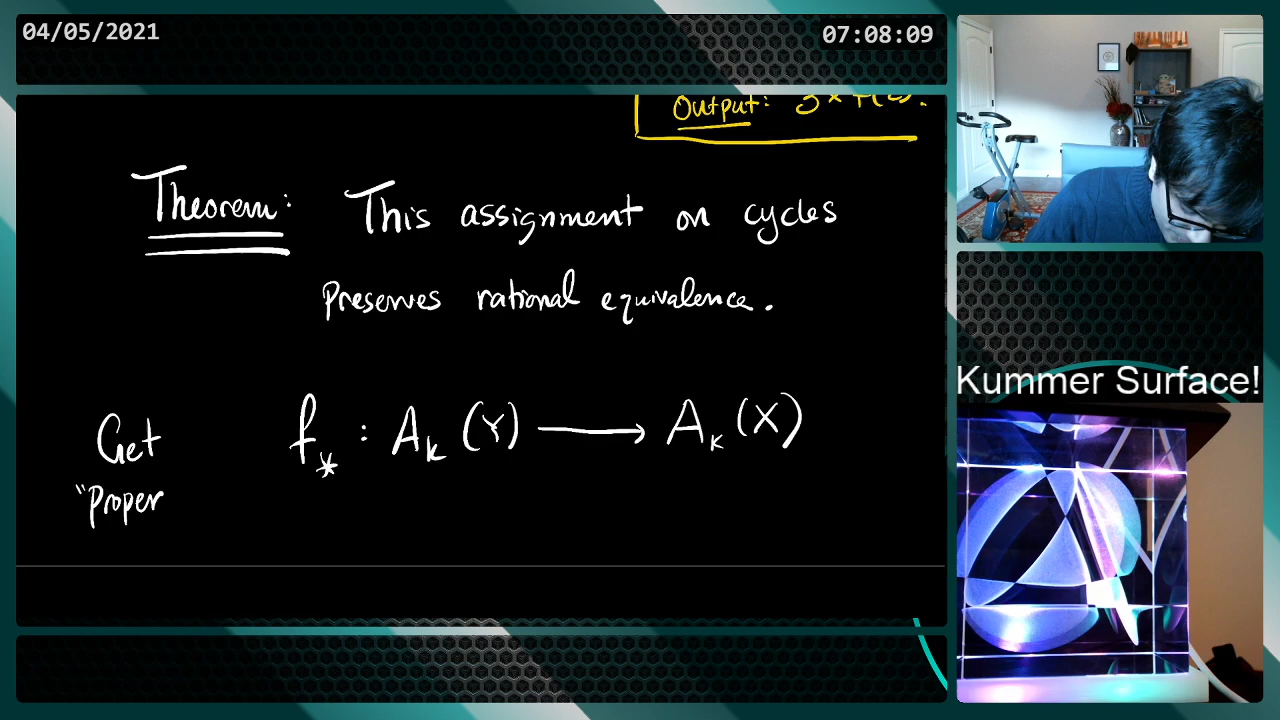 04/05/2021
07:08:09
Output:
Theorem: This assignment on cycles
preserves rational equivalence.
Get f_* : A_k (Y) ⟶ A_k (X)
"Proper
Kummer Surface!